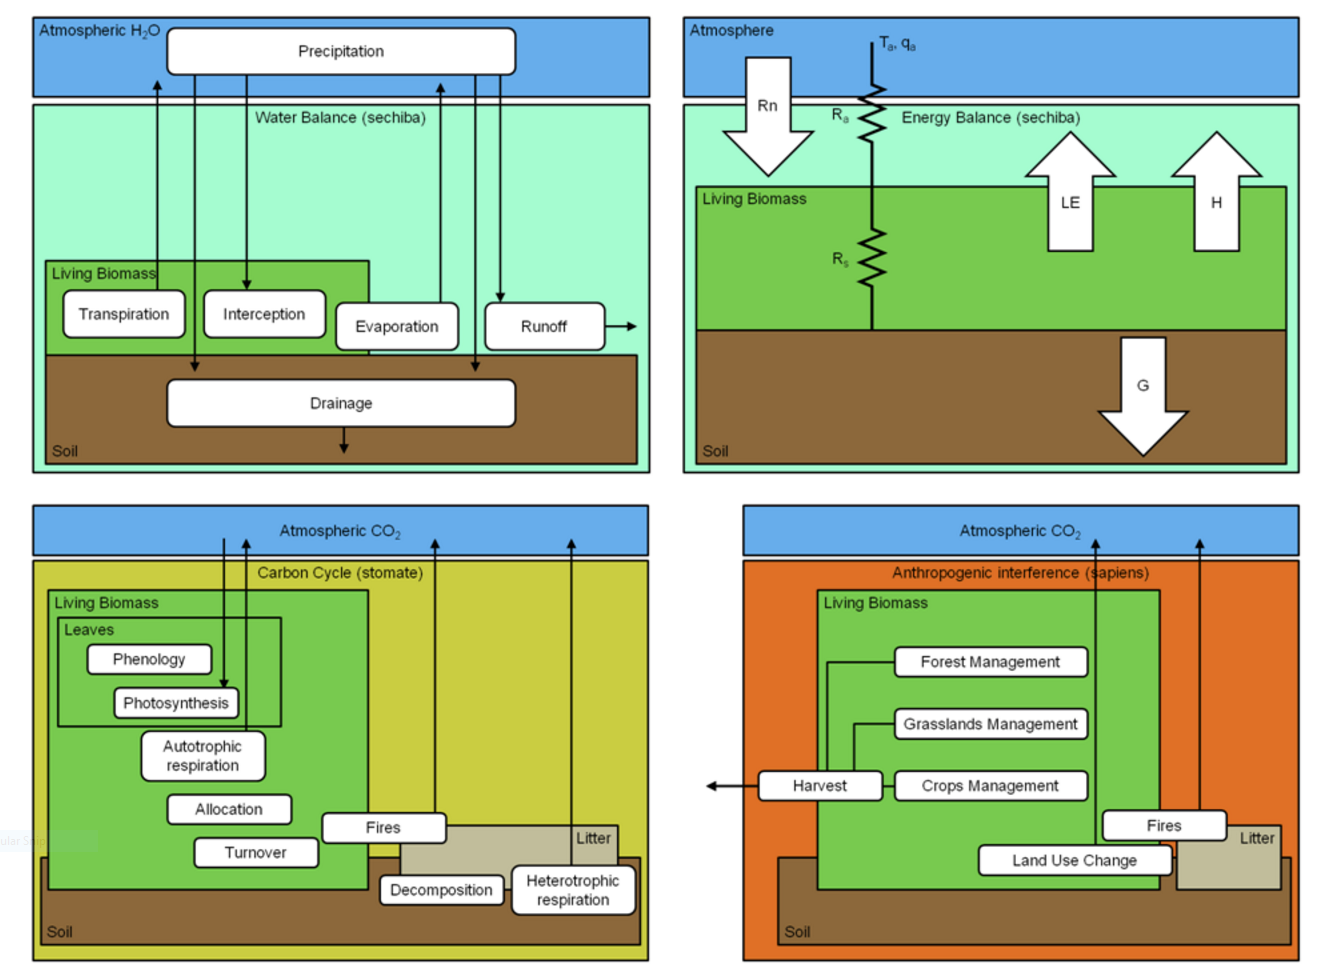 Atmospheric H₂O
Precipitation
Water Balance (sechiba)
Living Biomass
Transpiration
Interception
Evaporation
Runoff
Drainage
Soil
Atmosphere
Tₐ, qₐ
Rn
Rₐ
Energy Balance (sechiba)
Living Biomass
LE
H
Rₛ
G
Soil
Atmospheric CO₂
Carbon Cycle (stomate)
Living Biomass
Leaves
Phenology
Photosynthesis
Autotrophic
respiration
Allocation
Fires
Litter
Turnover
Decomposition
Heterotrophic
respiration
Soil
Atmospheric CO₂
Anthropogenic interference (sapiens)
Living Biomass
Forest Management
Grasslands Management
Harvest
Crops Management
Fires
Litter
Land Use Change
Soil